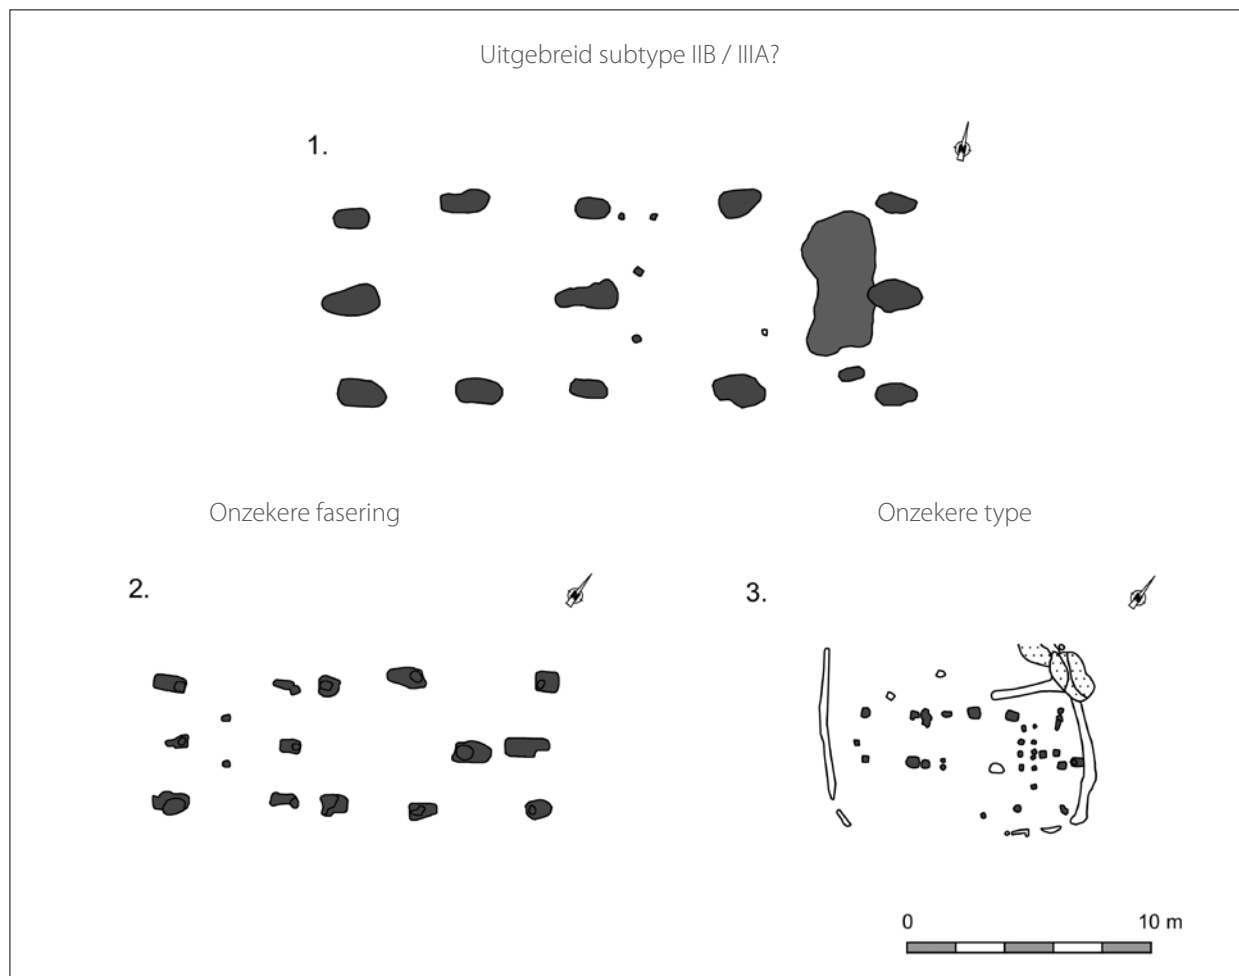 Uitgebreid subtype IIB / IIIA?
1.
N
Onzekere fasering
Onzekere type
2.
N
3.
N
0 10 m